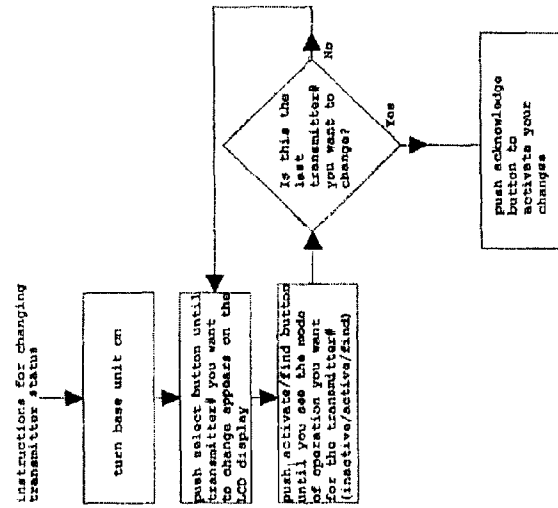 instructions for changing
transmitter status
turn base unit on
push select button until
transmitter# you want
to change appears on the
LCD display
push activate/find button
until you see the mode
of operation you want
for the transmitter#
(inactive/active/find)
Is this the
last
transmitter#
you want to
change?
No
Yes
push acknowledge
button to
activate your
changes